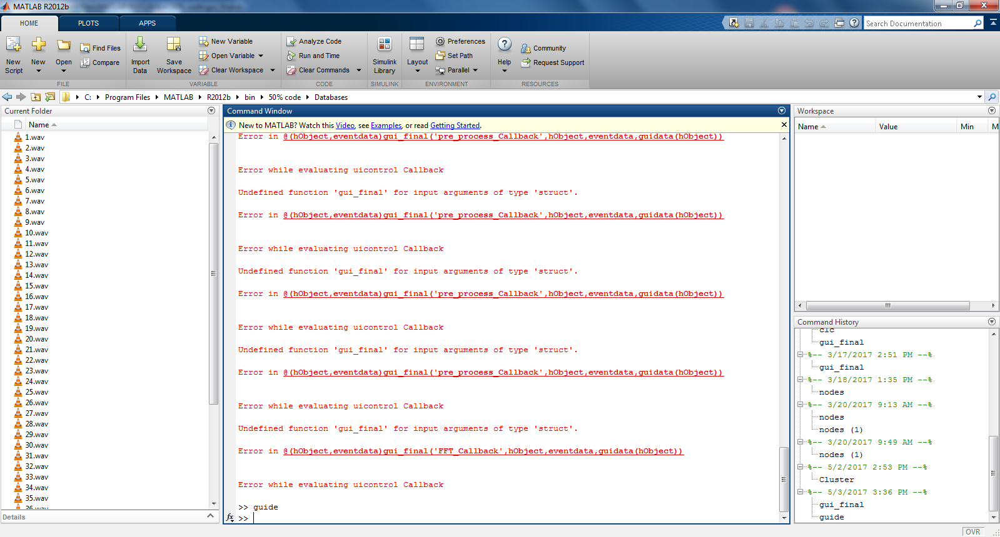 MATLAB R2012b
HOME PLOTS APPS
Search Documentation
New Script
New
Open
Find Files
Compare
FILE
Import Data
Save Workspace
New Variable
Open Variable
Clear Workspace
VARIABLE
Analyze Code
Run and Time
Clear Commands
CODE
Simulink Library
SIMULINK
Layout
Preferences
Set Path
Parallel
ENVIRONMENT
Help
Community
Request Support
RESOURCES
C: Program Files MATLAB R2012b bin 50% code Databases
Current Folder
Name
1.wav
2.wav
3.wav
4.wav
5.wav
6.wav
7.wav
8.wav
9.wav
10.wav
11.wav
12.wav
13.wav
14.wav
15.wav
16.wav
17.wav
18.wav
19.wav
20.wav
21.wav
22.wav
23.wav
24.wav
25.wav
26.wav
27.wav
28.wav
29.wav
30.wav
31.wav
32.wav
33.wav
34.wav
35.wav
36.wav
Details
Command Window
New to MATLAB? Watch this Video, see Examples, or read Getting Started.
Error in @(hObject,eventdata)gui_final('pre_process_Callback',hObject,eventdata,guidata(hObject))
Error while evaluating uicontrol Callback
Undefined function 'gui_final' for input arguments of type 'struct'.
Error in @(hObject,eventdata)gui_final('pre_process_Callback',hObject,eventdata,guidata(hObject))
Error while evaluating uicontrol Callback
Undefined function 'gui_final' for input arguments of type 'struct'.
Error in @(hObject,eventdata)gui_final('pre_process_Callback',hObject,eventdata,guidata(hObject))
Error while evaluating uicontrol Callback
Undefined function 'gui_final' for input arguments of type 'struct'.
Error in @(hObject,eventdata)gui_final('pre_process_Callback',hObject,eventdata,guidata(hObject))
Error while evaluating uicontrol Callback
Undefined function 'gui_final' for input arguments of type 'struct'.
Error in @(hObject,eventdata)gui_final('FFT_Callback',hObject,eventdata,guidata(hObject))
Error while evaluating uicontrol Callback
>> guide
fx >>
Workspace
Name Value Min M
Command History
clc
gui_final
%-- 3/17/2017 2:51 PM --%
gui_final
%-- 3/18/2017 1:35 PM --%
nodes
%-- 3/20/2017 9:13 AM --%
nodes
nodes (1)
%-- 3/20/2017 9:49 AM --%
nodes (1)
%-- 5/2/2017 2:53 PM --%
Cluster
%-- 5/3/2017 3:36 PM --%
gui_final
guide
OVR